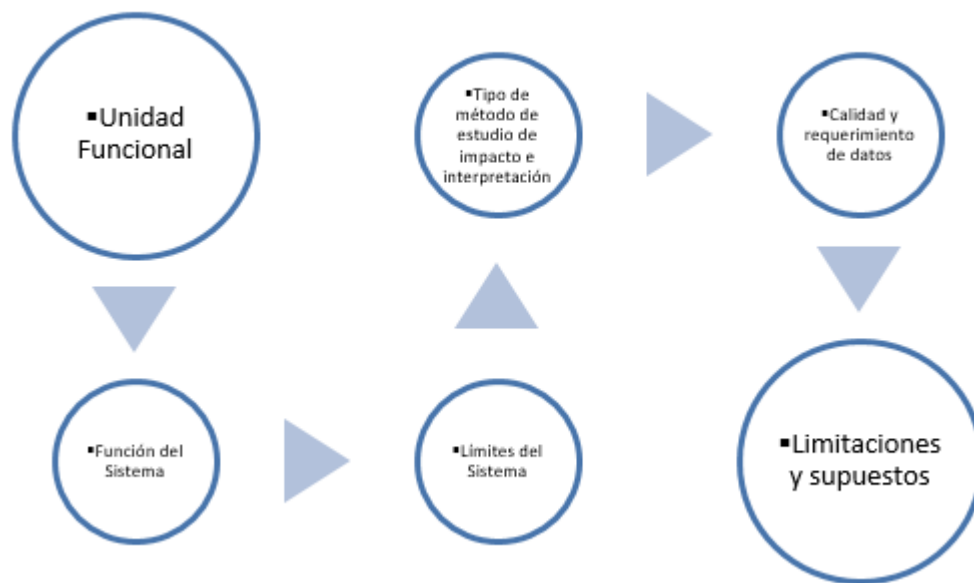 ▪Unidad
Funcional
▪Función del
Sistema
▪Límites del
Sistema
▪Tipo de
método de
estudio de
impacto e
interpretación
▪Calidad y
requerimiento
de datos
▪Limitaciones
y supuestos